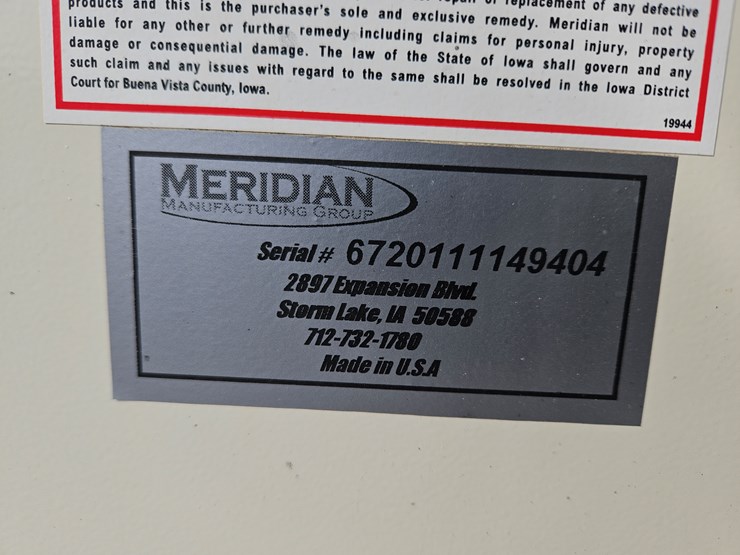 replacement of any defective
products and this is the purchaser's sole and exclusive remedy. Meridian will not be
liable for any other or further remedy including claims for personal injury, property
damage or consequential damage. The law of the State of Iowa shall govern and any
such claim and any issues with regard to the same shall be resolved in the Iowa District
Court for Buena Vista County, Iowa.
19944
MERIDIAN
MANUFACTURING GROUP
Serial # 6720111149404
2897 Expansion Blvd.
Storm Lake, IA 50588
712-732-1780
Made in U.S.A